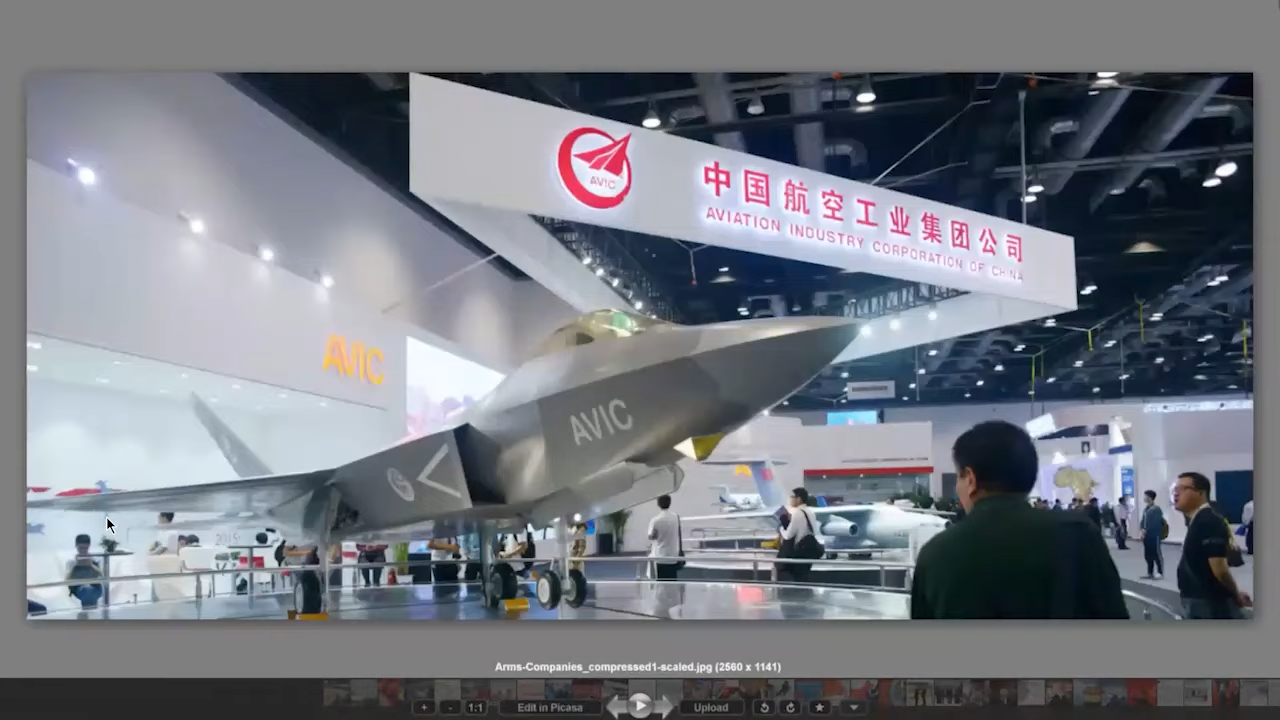 AVIC
中国航空工业集团公司
AVIATION INDUSTRY CORPORATION OF CHINA
AVIC
AVIC
Arms-Companies_compressed1-scaled.jpg (2560 x 1141)
+
-
1:1
Edit in Picasa
Upload